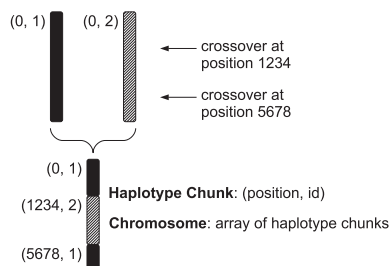 (0, 1)
(0, 2)
crossover at
position 1234
crossover at
position 5678
(0, 1)
Haplotype Chunk: (position, id)
(1234, 2)
Chromosome: array of haplotype chunks
(5678, 1)